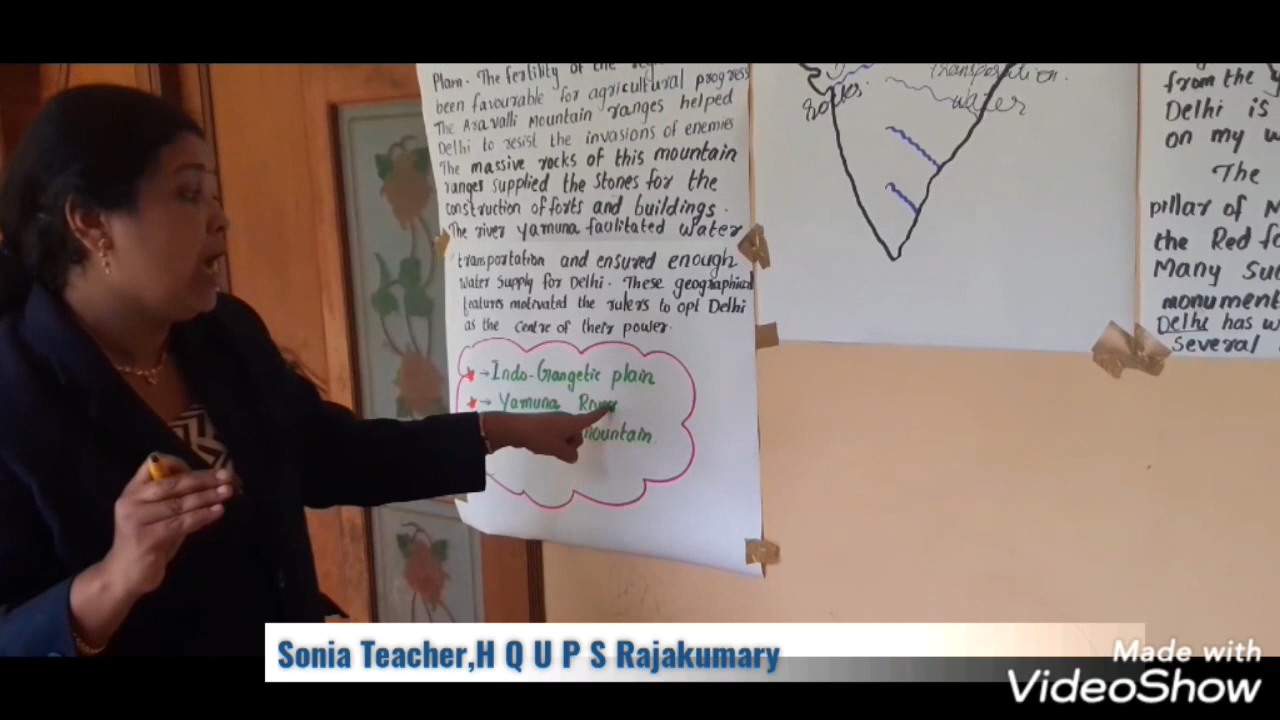 Plain. The fertility of the
been favourable for agricultural progress
The Aravalli Mountain ranges helped
Delhi to resist the invasions of enemies
The massive rocks of this mountain
ranges supplied the stones for the
construction of forts and buildings.
The river yamuna faulitated water
transportation and ensured enough
water supply for Delhi. These geographical
features motivated the rulers to opt Delhi
as the centre of their power.
→ Indo-Gangetic plain
→ Yamuna River
mountain
transportation.
water
from the
Delhi is
on my
The
pillar of
the Red
Many
monument
Delhe has
several
Sonia Teacher,H Q U P S Rajakumary
Made with
VideoShow